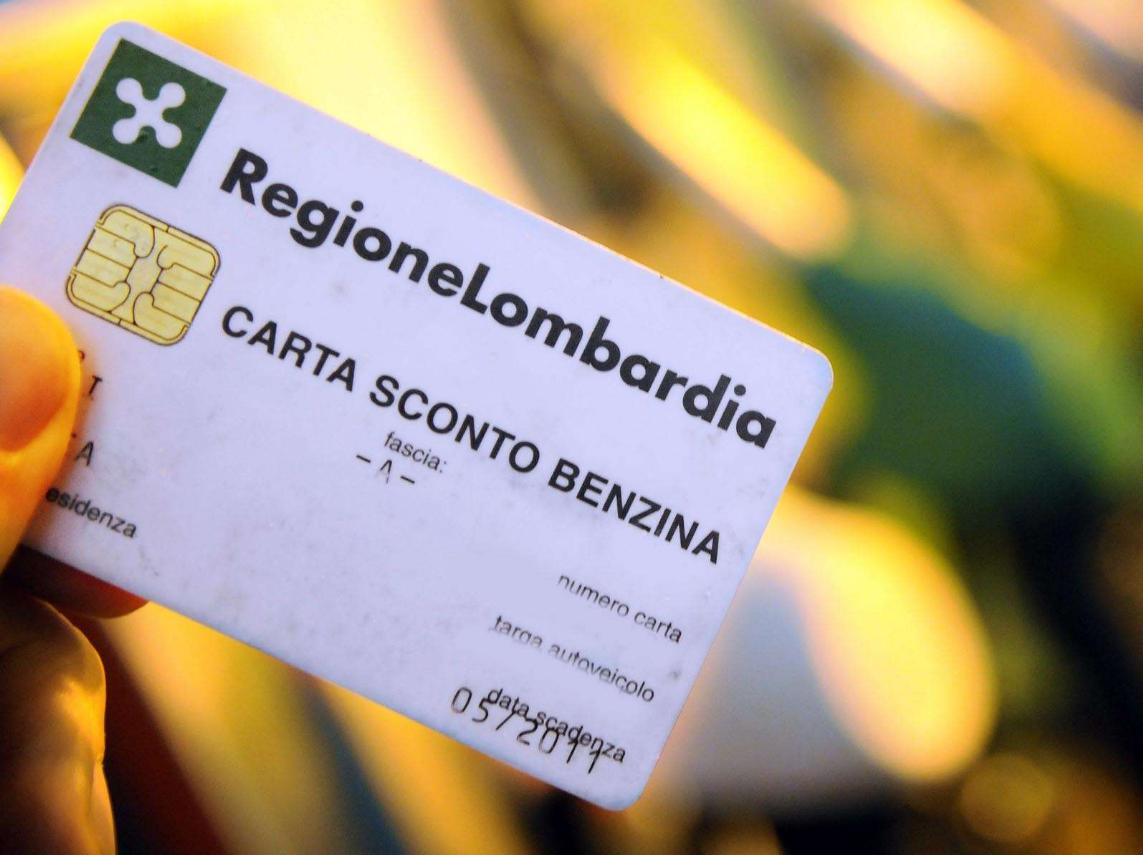 RegioneLombardia
CARTA SCONTO BENZINA
fascia:
-A-
T
A
esidenza
numero carta
targa autoveicolo
data scadenza
05/2011